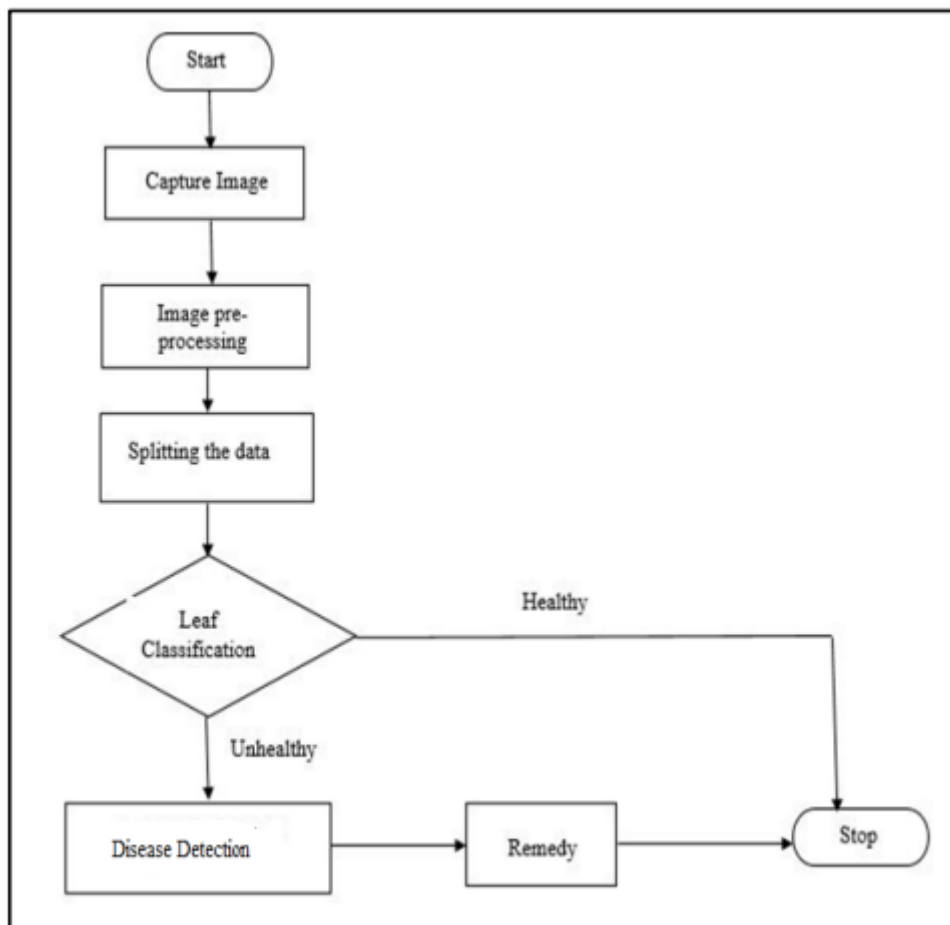 Start
Capture Image
Image pre-
processing
Splitting the data
Healthy
Leaf
Classification
Unhealthy
Disease Detection
Remedy
Stop